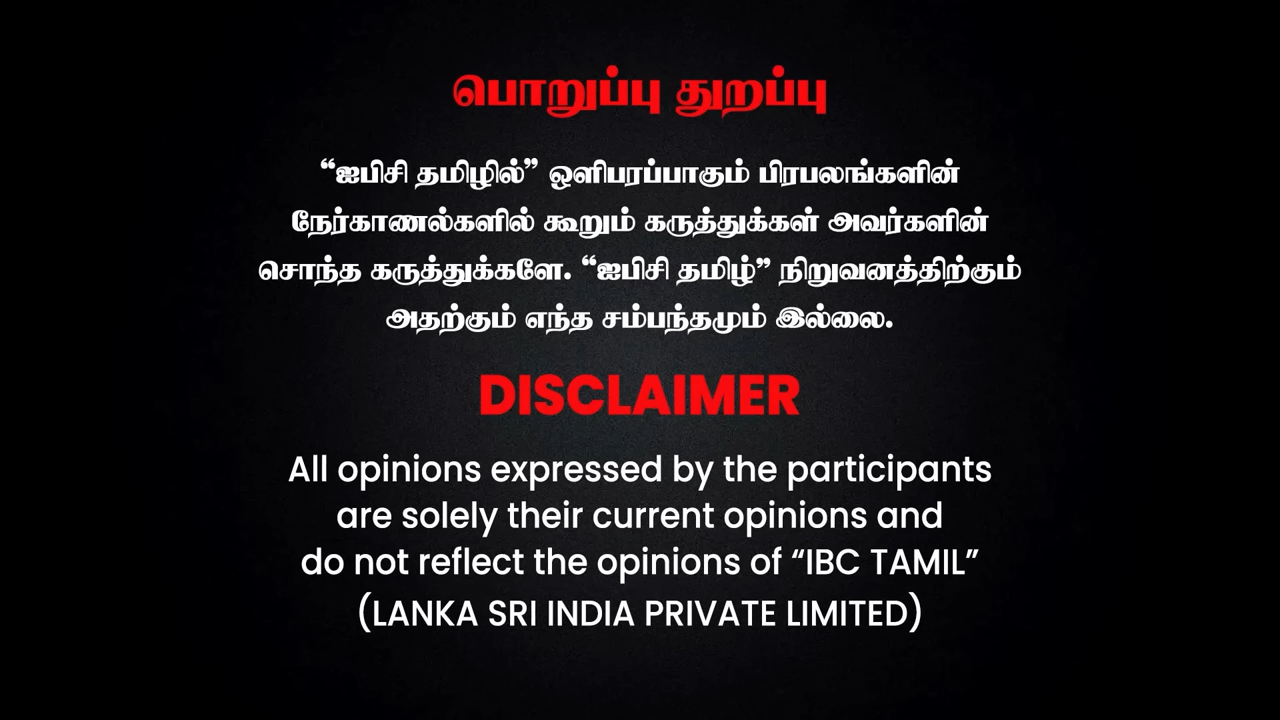 பொறுப்பு துறப்பு
“ஐபிசி தமிழில்” ஒளிபரப்பாகும் பிரபலங்களின்
நேர்காணல்களில் கூறும் கருத்துக்கள் அவர்களின்
சொந்த கருத்துக்களே. “ஐபிசி தமிழ்” நிறுவனத்திற்கும்
அதற்கும் எந்த சம்பந்தமும் இல்லை.
DISCLAIMER
All opinions expressed by the participants
are solely their current opinions and
do not reflect the opinions of “IBC TAMIL”
(LANKA SRI INDIA PRIVATE LIMITED)